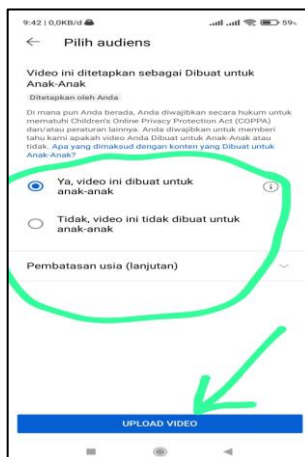 9:42 | 0,0KB/d
59%
Pilih audiens
Video ini ditetapkan sebagai Dibuat untuk
Anak-Anak
Ditetapkan oleh Anda
Di mana pun Anda berada, Anda diwajibkan secara hukum untuk
mematuhi Children's Online Privacy Protection Act (COPPA)
dan/atau peraturan lainnya. Anda diwajibkan untuk memberi
tahu kami apakah video Anda Dibuat untuk Anak-Anak atau
tidak. Apa yang dimaksud dengan konten yang Dibuat untuk
Anak-Anak?
Ya, video ini dibuat untuk
anak-anak
Tidak, video ini tidak dibuat untuk
anak-anak
Pembatasan usia (lanjutan)
UPLOAD VIDEO